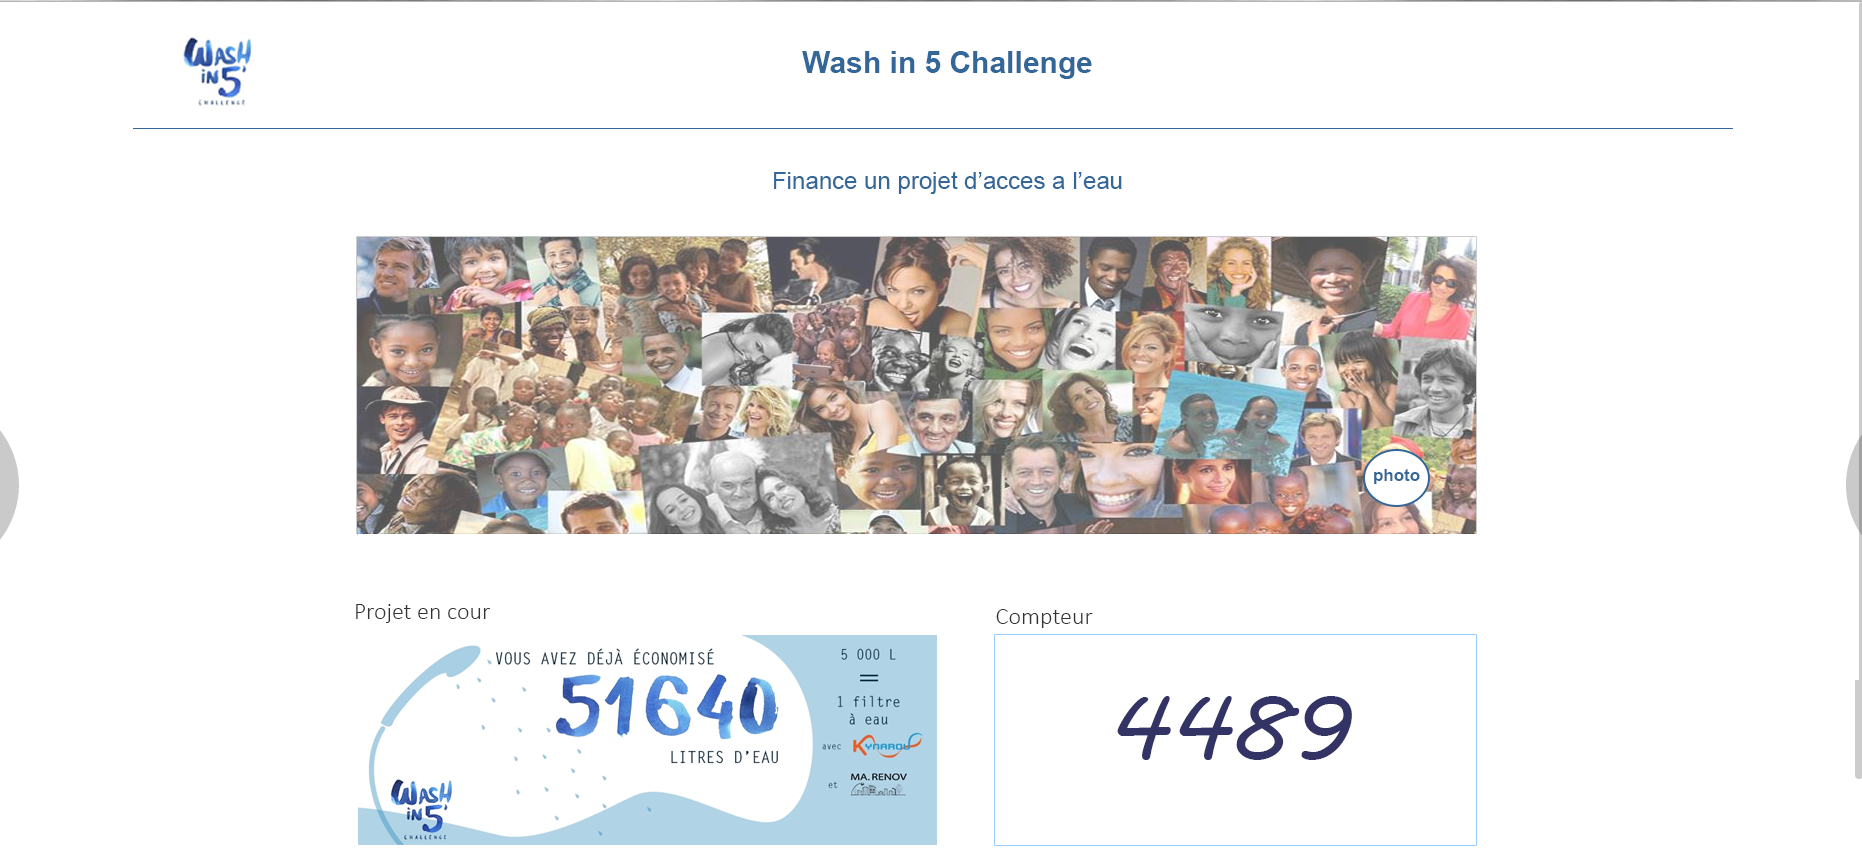 WASH
iN 5'
CHALLENGE
Wash in 5 Challenge
Finance un projet d’acces a l’eau
photo
Projet en cour
VOUS AVEZ DÉJÀ ÉCONOMISÉ
51640
LITRES D'EAU
5 000 L
=
1 filtre
à eau
avec KYNAROU
et MA. RENOV
WASH
iN 5'
CHALLENGE
Compteur
4489